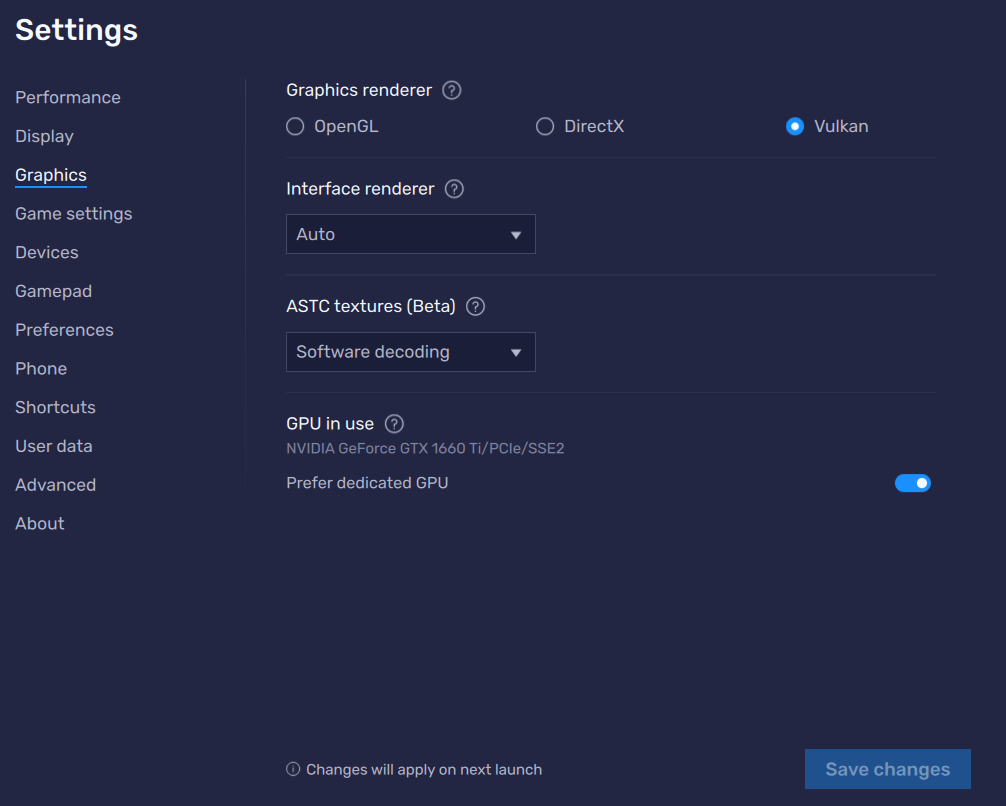 Settings
Performance
Display
Graphics
Game settings
Devices
Gamepad
Preferences
Phone
Shortcuts
User data
Advanced
About
Graphics renderer ?
OpenGL DirectX Vulkan
Interface renderer ?
Auto
ASTC textures (Beta) ?
Software decoding
GPU in use ?
NVIDIA GeForce GTX 1660 Ti/PCIe/SSE2
Prefer dedicated GPU
Changes will apply on next launch
Save changes